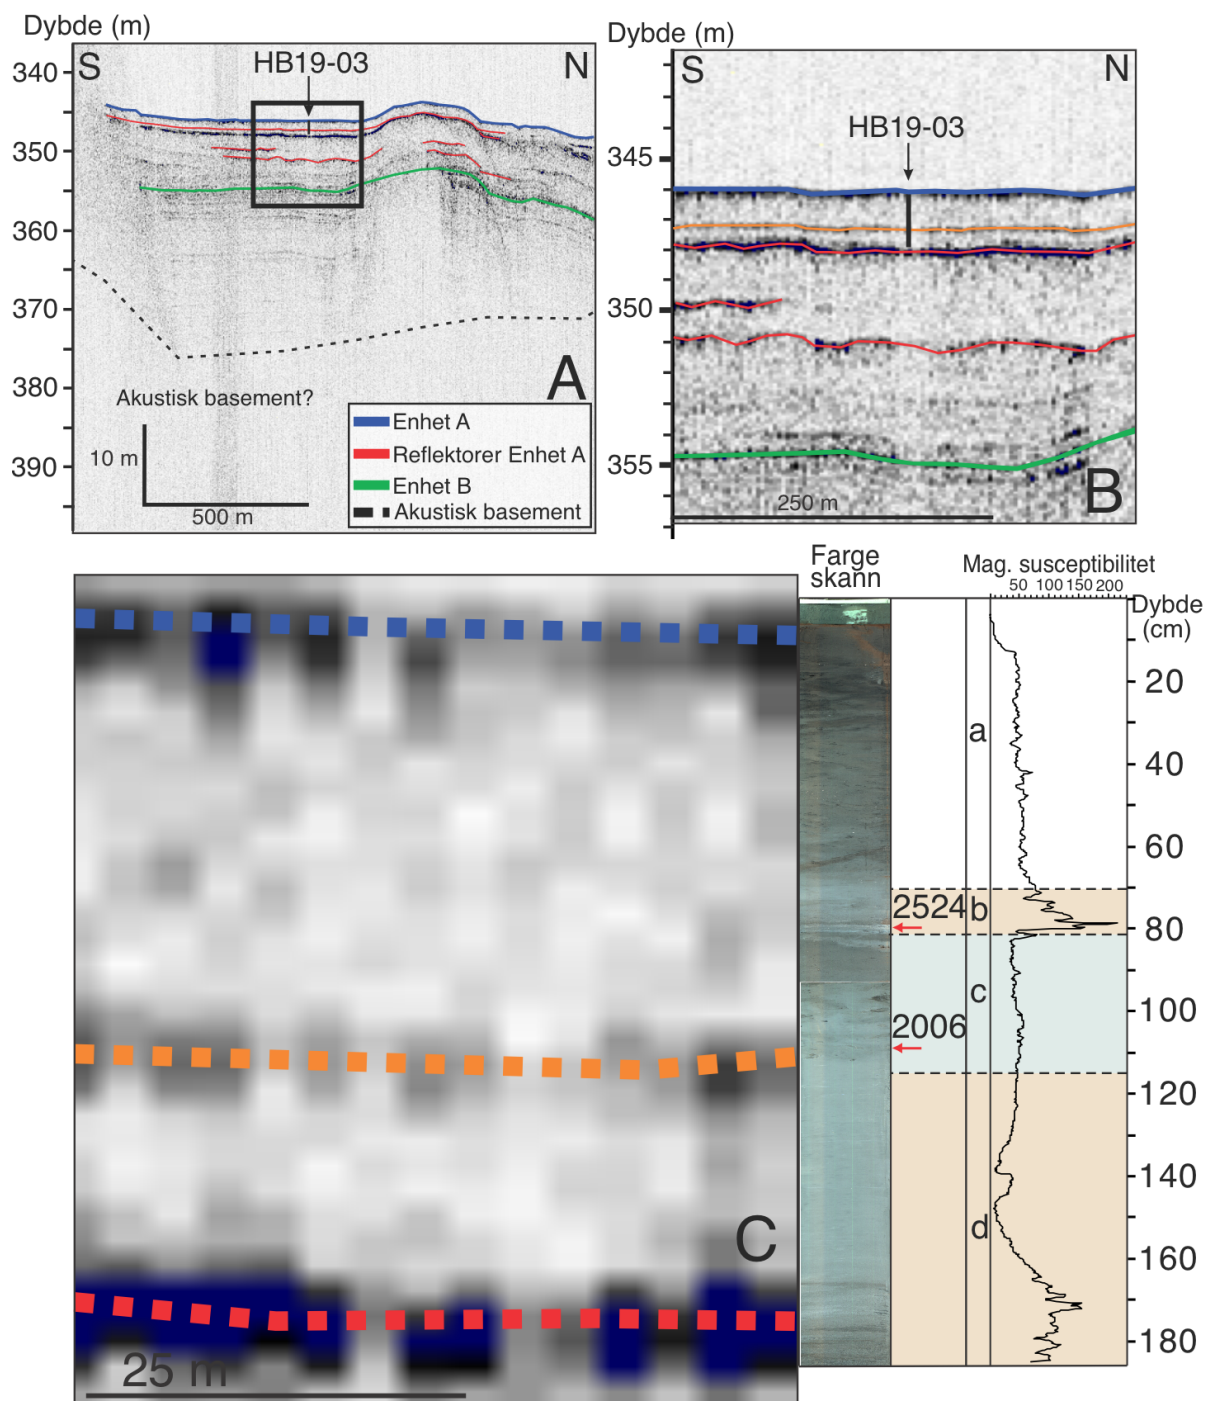 Dybde (m)
S
HB19-03
N
340
350
360
370
380
390
Akustisk basement?
10 m
500 m
A
Enhet A
Reflektorer Enhet A
Enhet B
Akustisk basement
Dybde (m)
S
N
HB19-03
345
350
355
250 m
B
C
25 m
Farge
skann
Mag. susceptibilitet
50 100 150 200
Dybde
(cm)
20
a
40
60
2524
b
80
c
100
2006
120
140
d
160
180